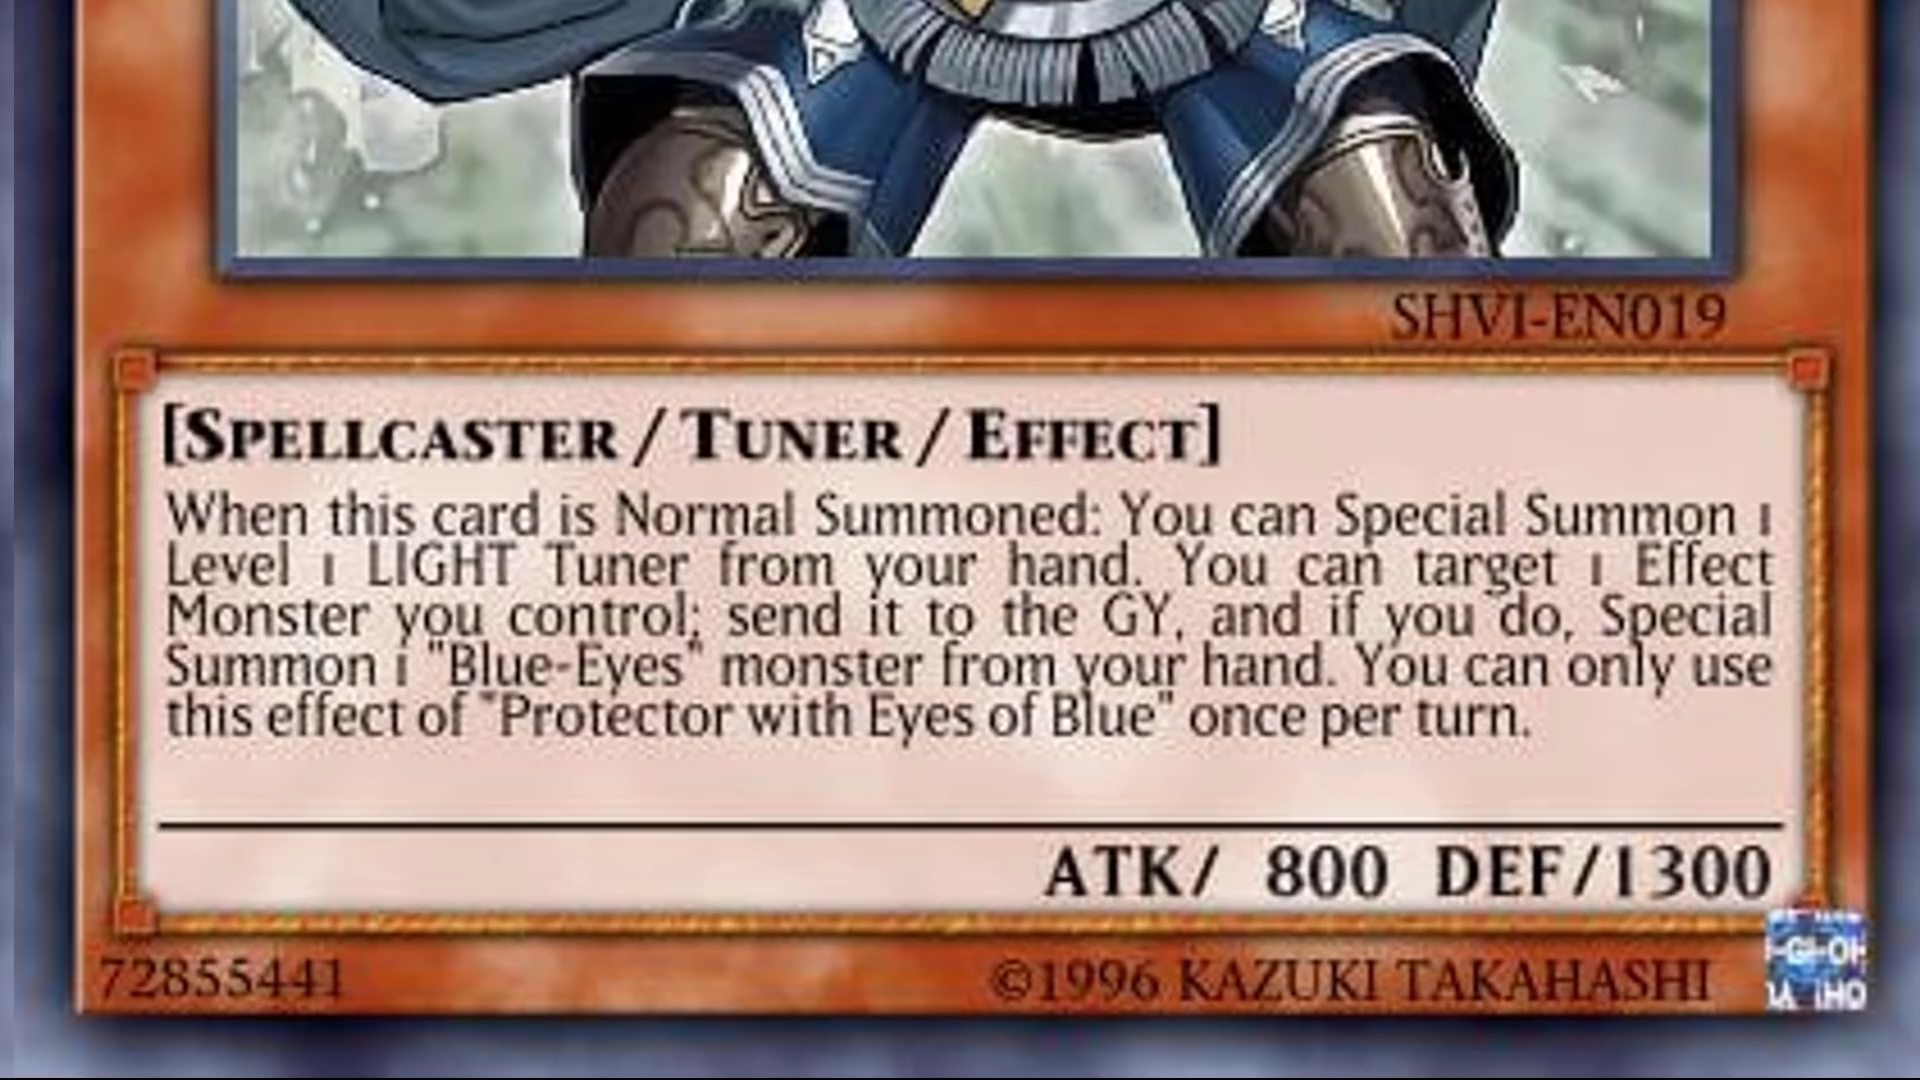 SHVI-EN019
[SPELLCASTER / TUNER / EFFECT]
When this card is Normal Summoned: You can Special Summon 1
Level 1 LIGHT Tuner from your hand. You can target 1 Effect
Monster you control; send it to the GY, and if you do, Special
Summon 1 "Blue-Eyes" monster from your hand. You can only use
this effect of "Protector with Eyes of Blue" once per turn.
ATK/ 800 DEF/1300
72855441
©1996 KAZUKI TAKAHASHI